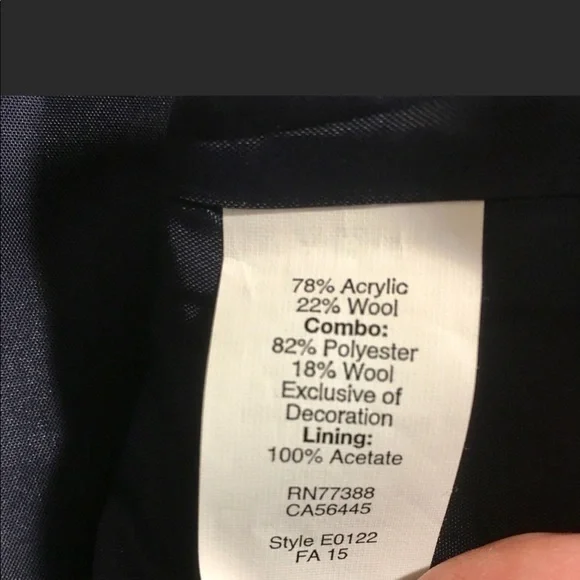 78% Acrylic
22% Wool
Combo:
82% Polyester
18% Wool
Exclusive of
Decoration
Lining:
100% Acetate
RN77388
CA56445
Style E0122
FA 15